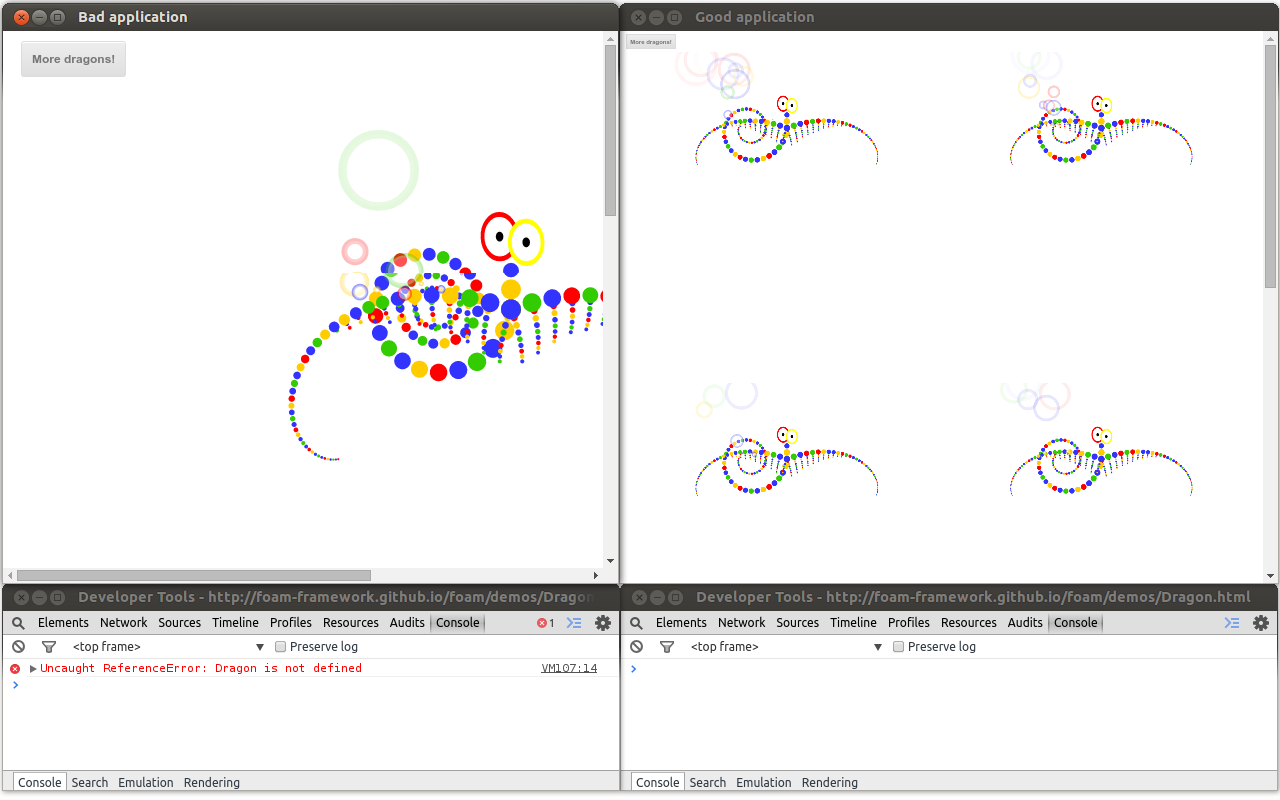 Bad application
More dragons!
Good application
More dragons!
Developer Tools - http://foam-framework.github.io/foam/demos/Dragon
Elements Network Sources Timeline Profiles Resources Audits Console 1
<top frame> Preserve log
Uncaught ReferenceError: Dragon is not defined VM107:14
Console Search Emulation Rendering
Developer Tools - http://foam-framework.github.io/foam/demos/Dragon.html
Elements Network Sources Timeline Profiles Resources Audits Console
<top frame> Preserve log
Console Search Emulation Rendering